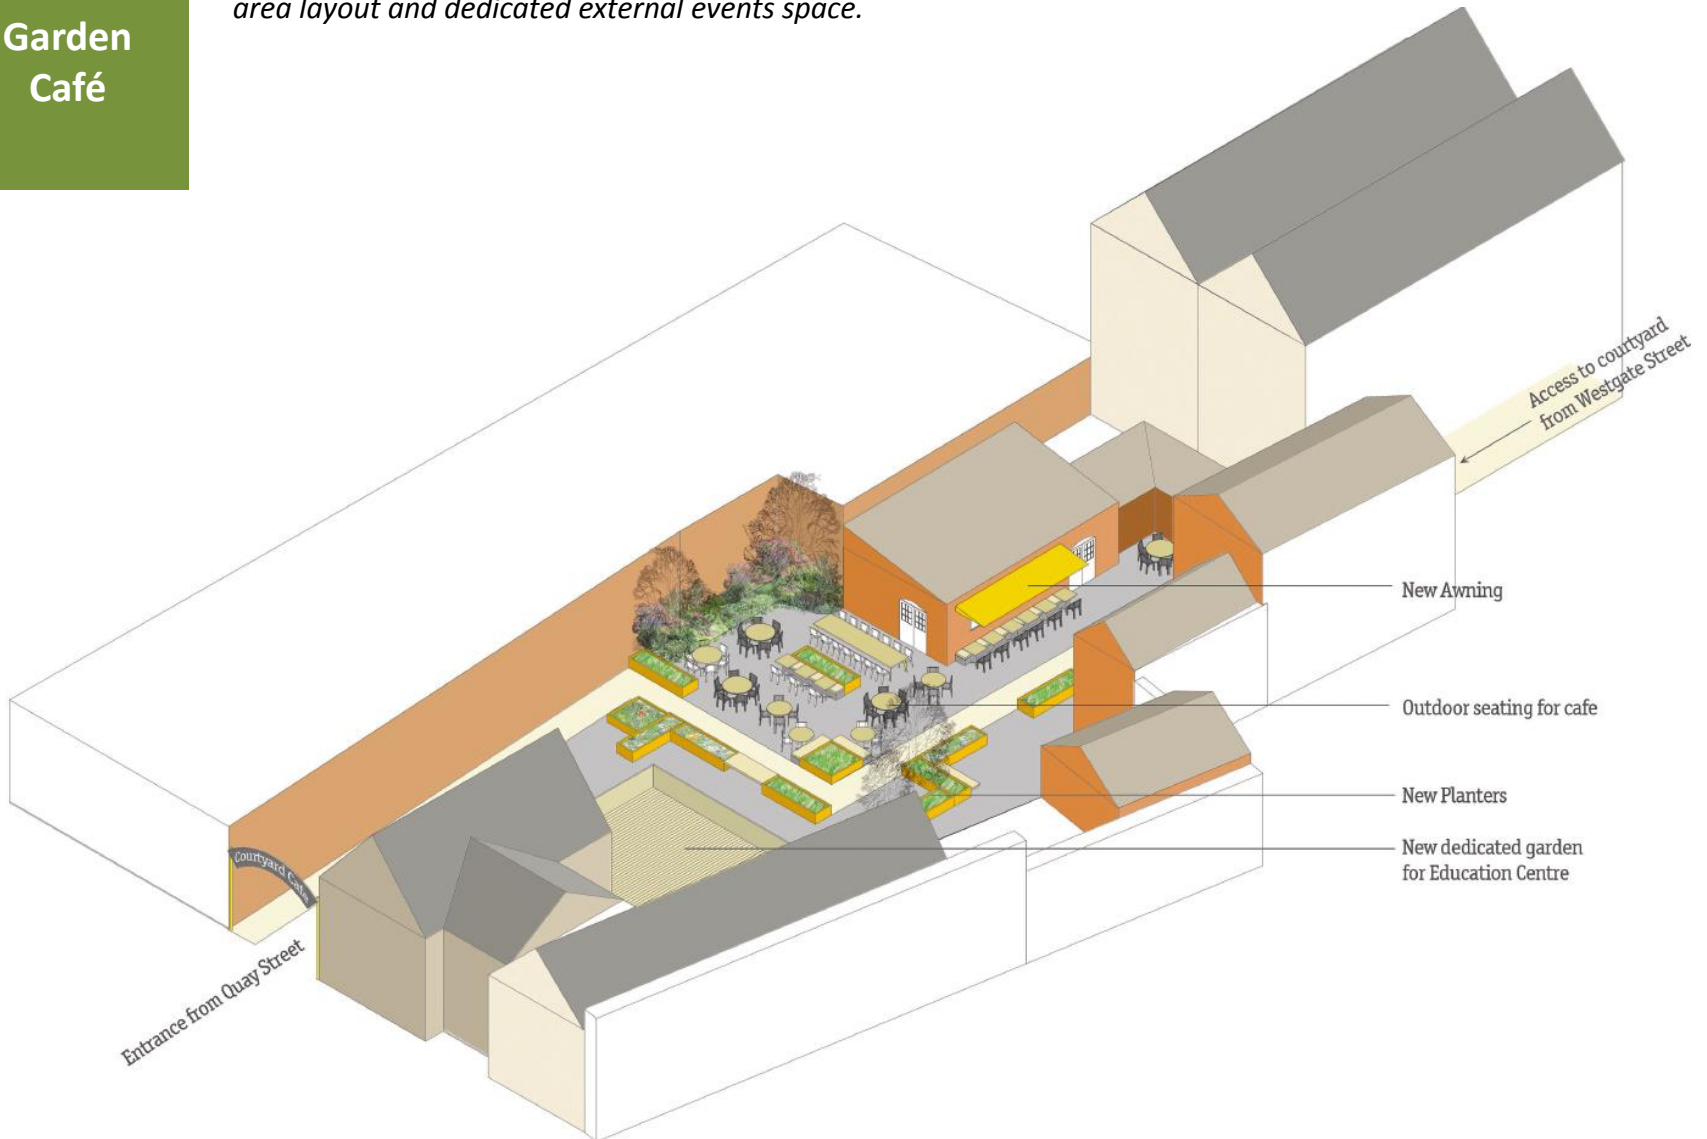 area layout and dedicated external events space.
Garden
Café
Access to courtyard
from Westgate Street
New Awning
Outdoor seating for cafe
New Planters
New dedicated garden
for Education Centre
Courtyard Cafe
Entrance from Quay Street